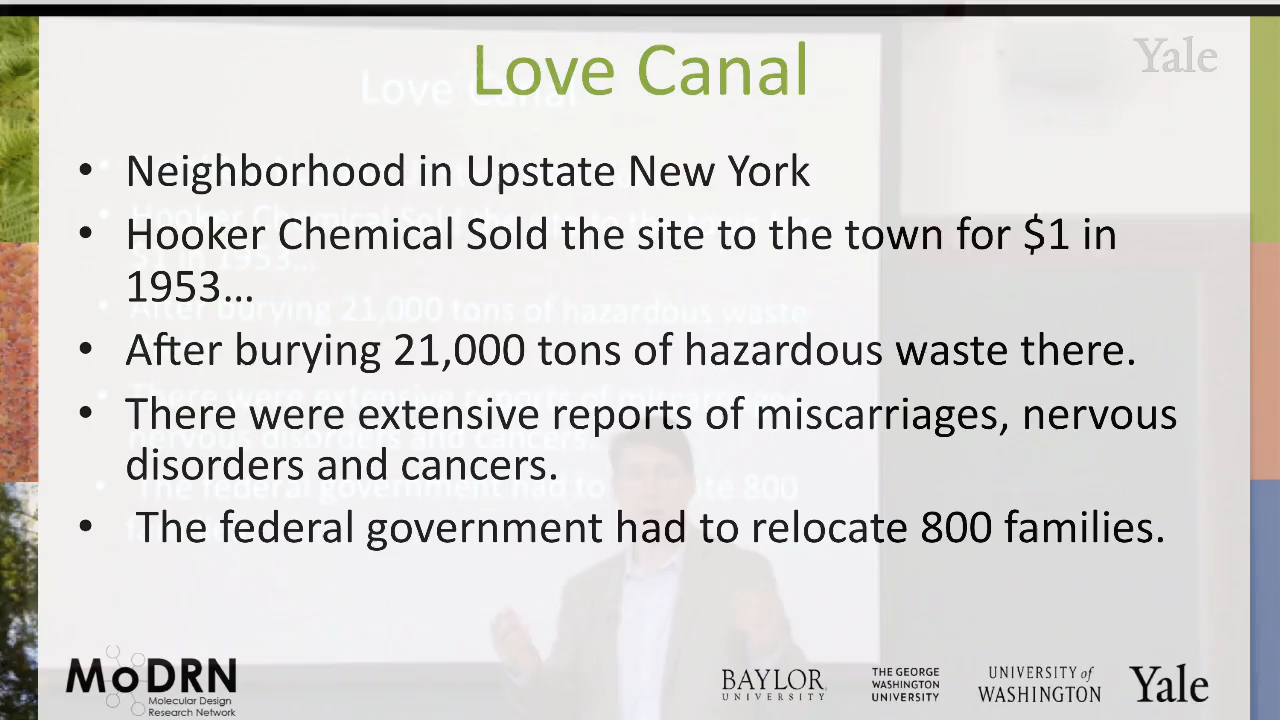 Love Canal
Yale
• Neighborhood in Upstate New York
• Hooker Chemical Sold the site to the town for $1 in
1953…
• After burying 21,000 tons of hazardous waste there.
• There were extensive reports of miscarriages, nervous
disorders and cancers.
• The federal government had to relocate 800 families.
MoDRN
Molecular Design
Research Network
BAYLOR
UNIVERSITY
THE GEORGE
WASHINGTON
UNIVERSITY
UNIVERSITY of
WASHINGTON
Yale